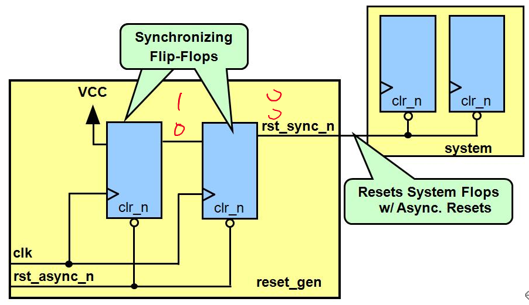 Synchronizing
Flip-Flops
VCC
1
0
rst_sync_n
clr_n
clr_n
clr_n
clr_n
system
Resets System Flops
w/ Async. Resets
clk
rst_async_n
reset_gen